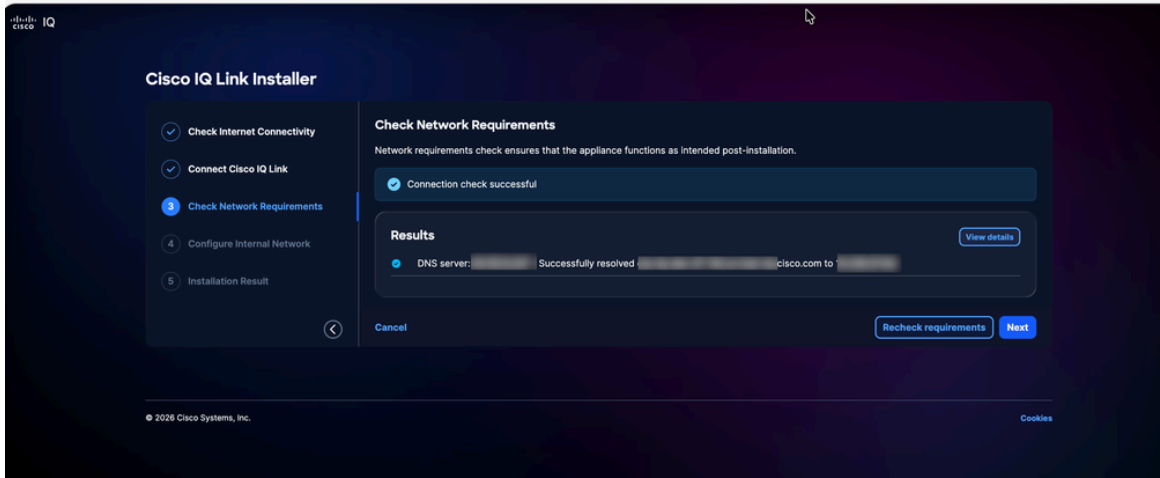 cisco IQ
Cisco IQ Link Installer
Check Internet Connectivity
Connect Cisco IQ Link
3 Check Network Requirements
4 Configure Internal Network
5 Installation Result
Check Network Requirements
Network requirements check ensures that the appliance functions as intended post-installation.
Connection check successful
Results
View details
DNS server: Successfully resolved cisco.com to
Cancel
Recheck requirements
Next
© 2026 Cisco Systems, Inc.
Cookies